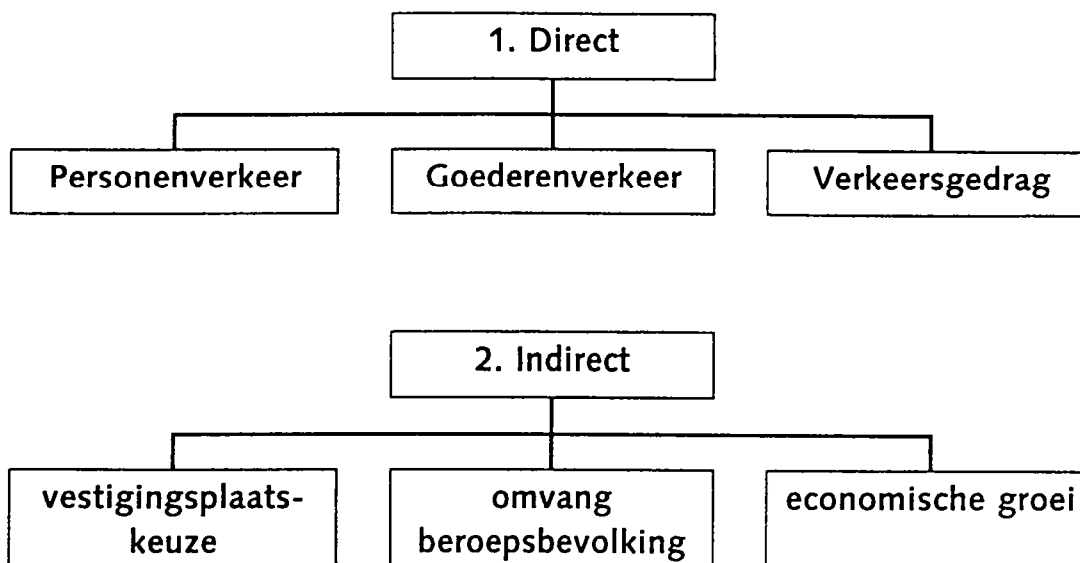 1. Direct
Personenverkeer
Goederenverkeer
Verkeersgedrag
2. Indirect
vestigingsplaats-
keuze
omvang
beroepsbevolking
economische groei